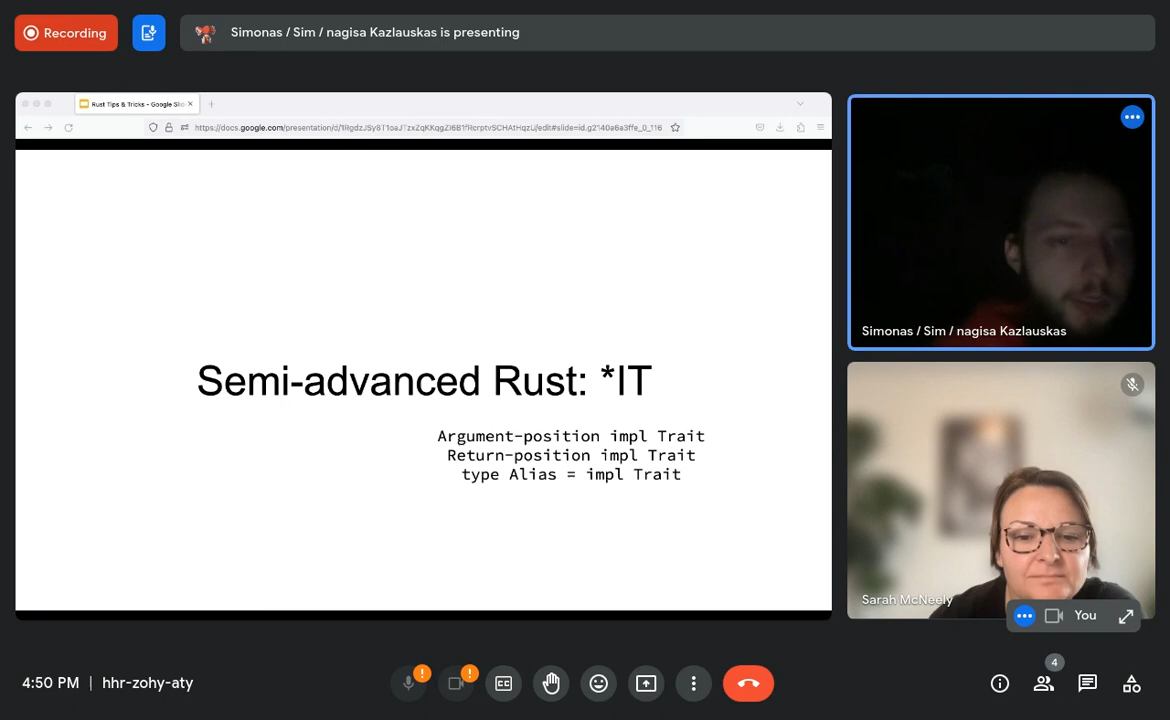 Recording
Simonas / Sim / nagisa Kazlauskas is presenting
Rust Tips & Tricks - Google Slid
Semi-advanced Rust: *IT
Argument-position impl Trait
Return-position impl Trait
type Alias = impl Trait
Simonas / Sim / nagisa Kazlauskas
Sarah McNeely
You
4:50 PM | hhr-zohy-aty
CC
4